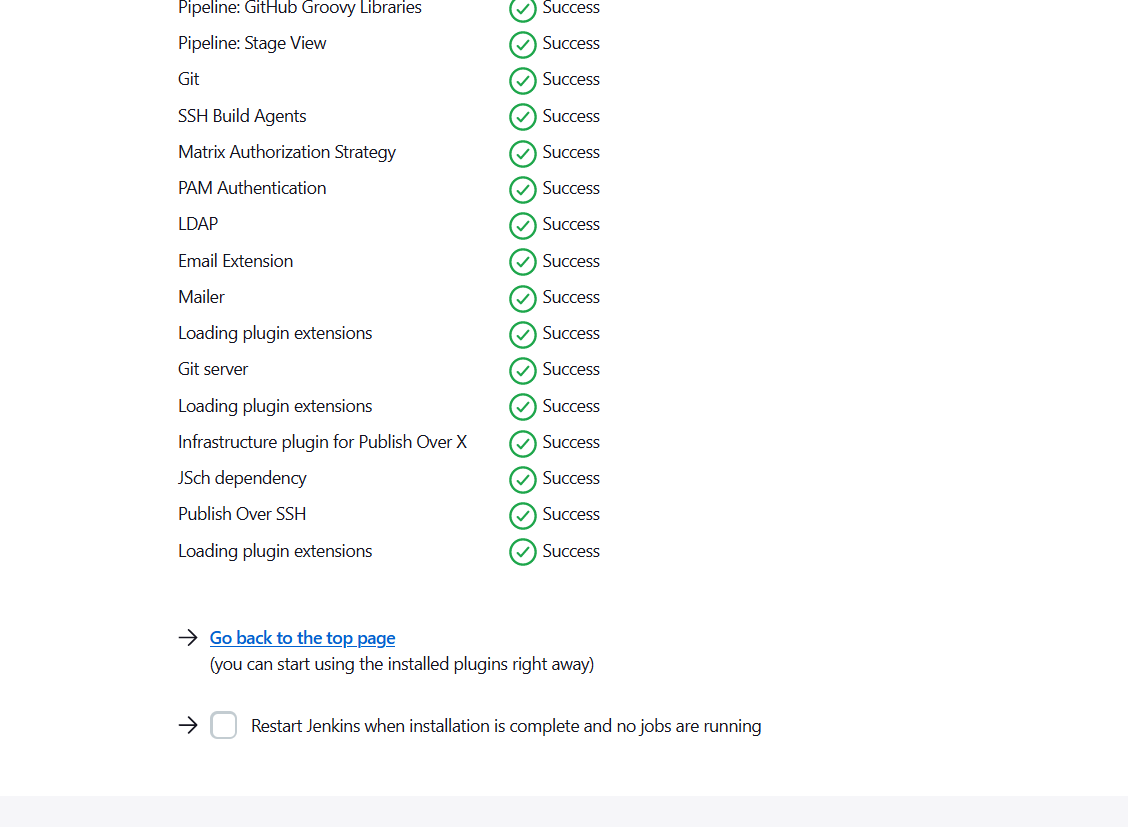 Pipeline: GitHub Groovy Libraries Success
Pipeline: Stage View Success
Git Success
SSH Build Agents Success
Matrix Authorization Strategy Success
PAM Authentication Success
LDAP Success
Email Extension Success
Mailer Success
Loading plugin extensions Success
Git server Success
Loading plugin extensions Success
Infrastructure plugin for Publish Over X Success
JSch dependency Success
Publish Over SSH Success
Loading plugin extensions Success
Go back to the top page
(you can start using the installed plugins right away)
Restart Jenkins when installation is complete and no jobs are running